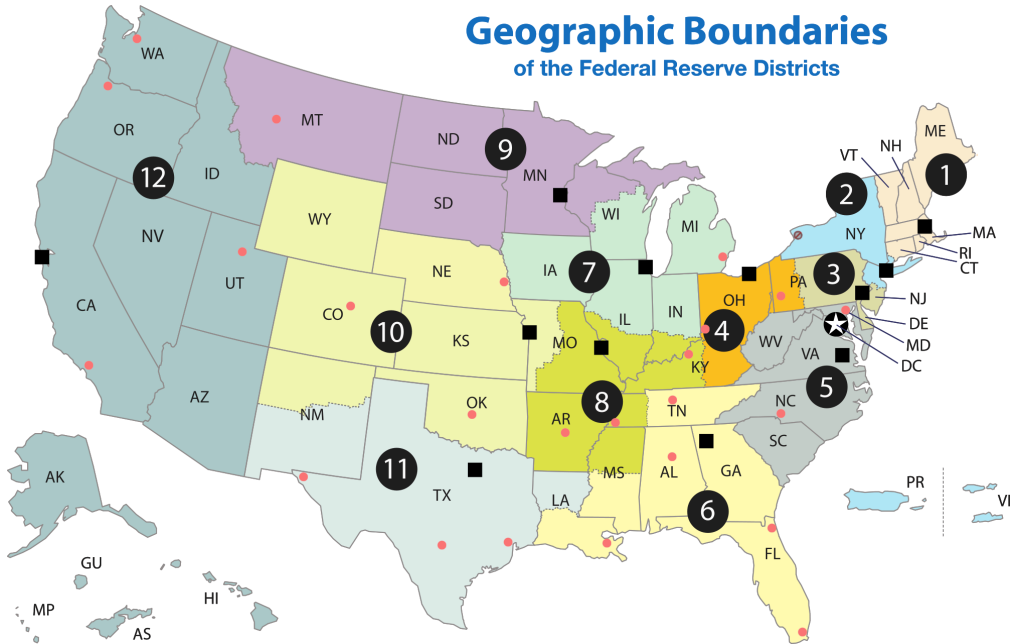 Geographic Boundaries
of the Federal Reserve Districts
WA
MT
ND
9
MN
OR
12
ID
SD
WY
WI
MI
VT
NH
ME
1
2
NY
MA
RI
CT
NV
UT
CA
NE
IA
7
IL
IN
OH
4
PA
3
NJ
DE
MD
DC
CO
10
KS
MO
KY
WV
VA
5
AZ
NM
OK
AR
8
TN
NC
SC
11
TX
LA
MS
AL
GA
6
FL
AK
GU
MP
AS
HI
PR
VI